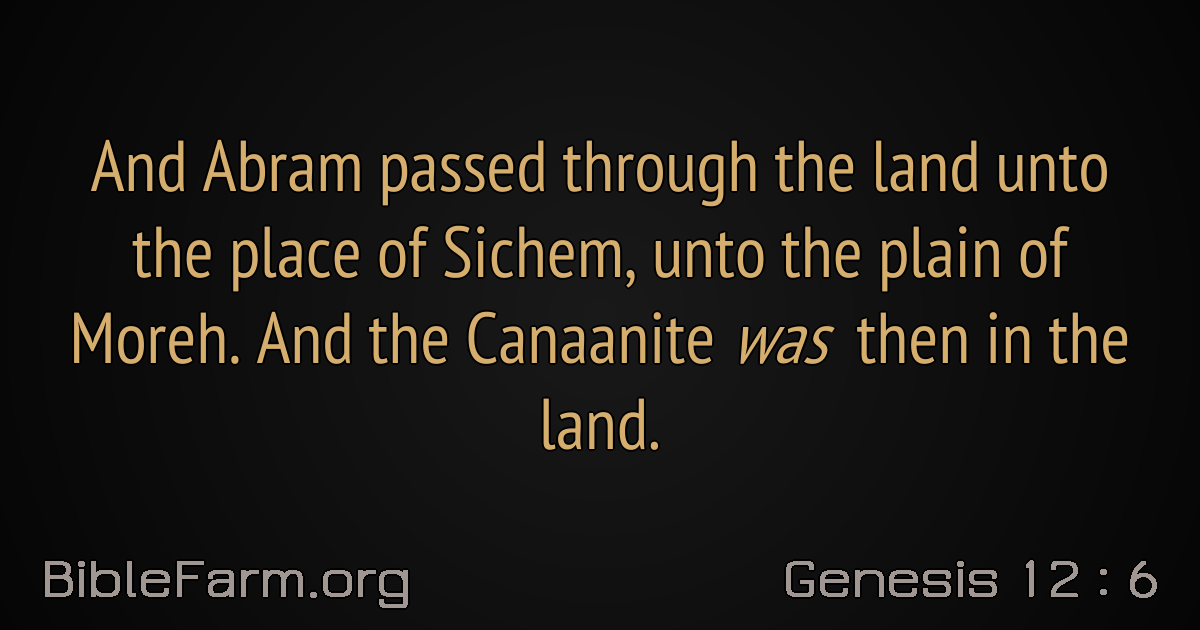 And Abram passed through the land unto
the place of Sichem, unto the plain of
Moreh. And the Canaanite was then in the
land.
BibleFarm.org
Genesis 12 : 6